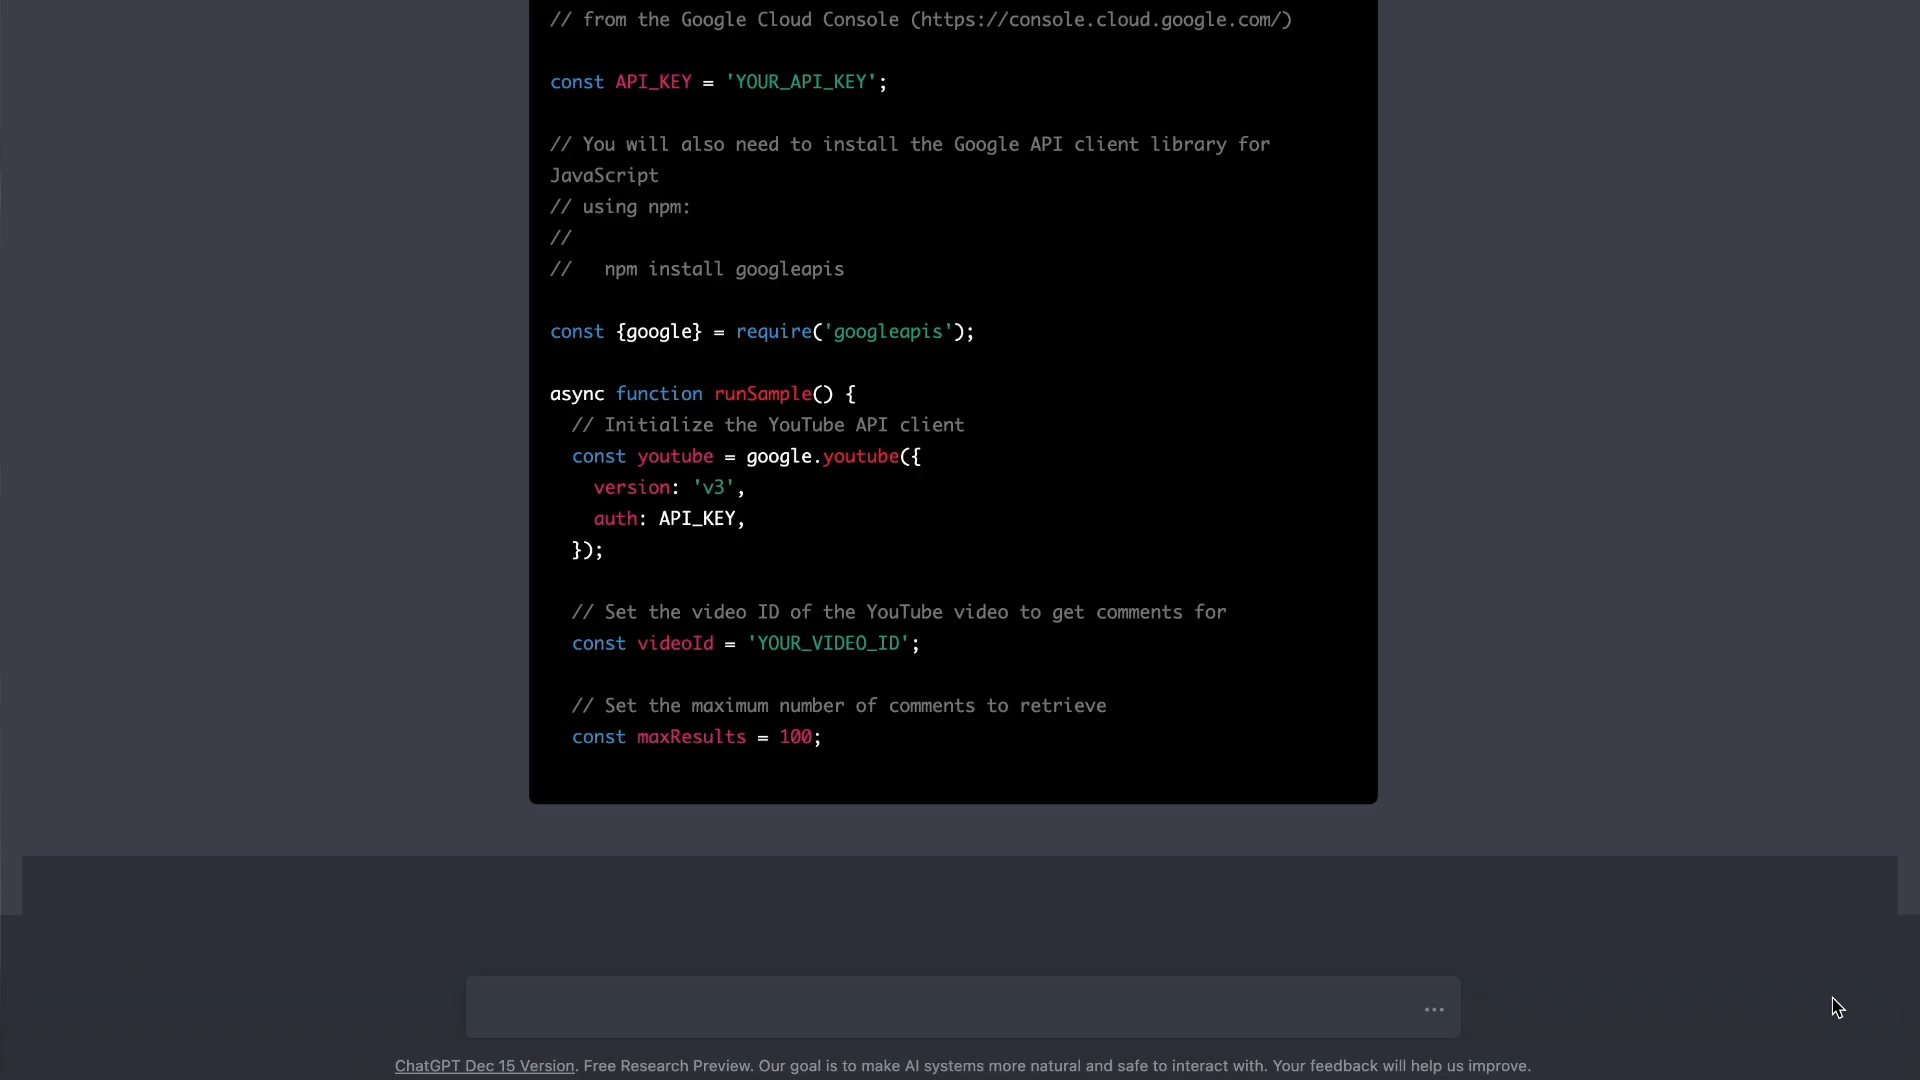 // from the Google Cloud Console (https://console.cloud.google.com/)
const API_KEY = 'YOUR_API_KEY';
// You will also need to install the Google API client library for
JavaScript
// using npm:
//
//   npm install googleapis
const {google} = require('googleapis');
async function runSample() {
  // Initialize the YouTube API client
  const youtube = google.youtube({
    version: 'v3',
    auth: API_KEY,
  });
  // Set the video ID of the YouTube video to get comments for
  const videoId = 'YOUR_VIDEO_ID';
  // Set the maximum number of comments to retrieve
  const maxResults = 100;
ChatGPT Dec 15 Version. Free Research Preview. Our goal is to make AI systems more natural and safe to interact with. Your feedback will help us improve.